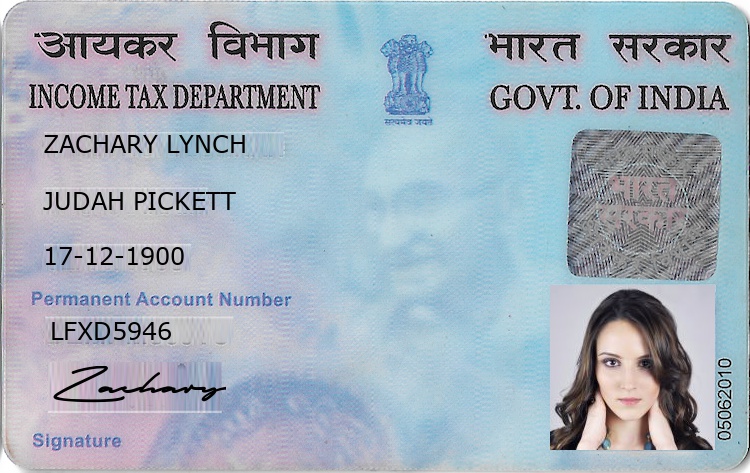 आयकर विभाग
भारत सरकार
INCOME TAX DEPARTMENT
GOVT. OF INDIA
सत्यमेव जयते
ZACHARY LYNCH
भारत
सरकार
JUDAH PICKETT
17-12-1900
Permanent Account Number
LFXD5946
Zachary
Signature
05062010